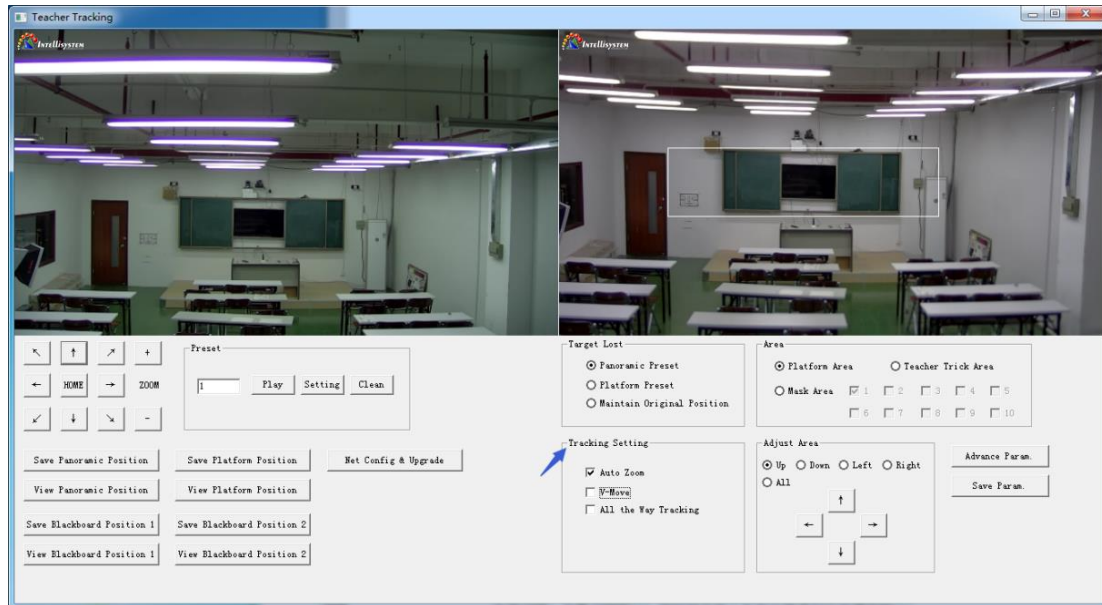 Teacher Tracking
INTELLISYSTEM
INTELLISYSTEM
↖ ↑ ↗ +
← HOME → ZOOM
↙ ↓ ↘ -
Preset
1 Play Setting Clean
Save Panoramic Position Save Platform Position Net Config & Upgrade
View Panoramic Position View Platform Position
Save Blackboard Position 1 Save Blackboard Position 2
View Blackboard Position 1 View Blackboard Position 2
Target Lost
Panoramic Preset
Platform Preset
Maintain Original Position
Area
Platform Area Teacher Trick Area
Mask Area 1 2 3 4 5
6 7 8 9 10
Tracking Setting
Auto Zoom
V-Move
All the Way Tracking
Adjust Area
Up Down Left Right
All
↑
← →
↓
Advance Param.
Save Param.